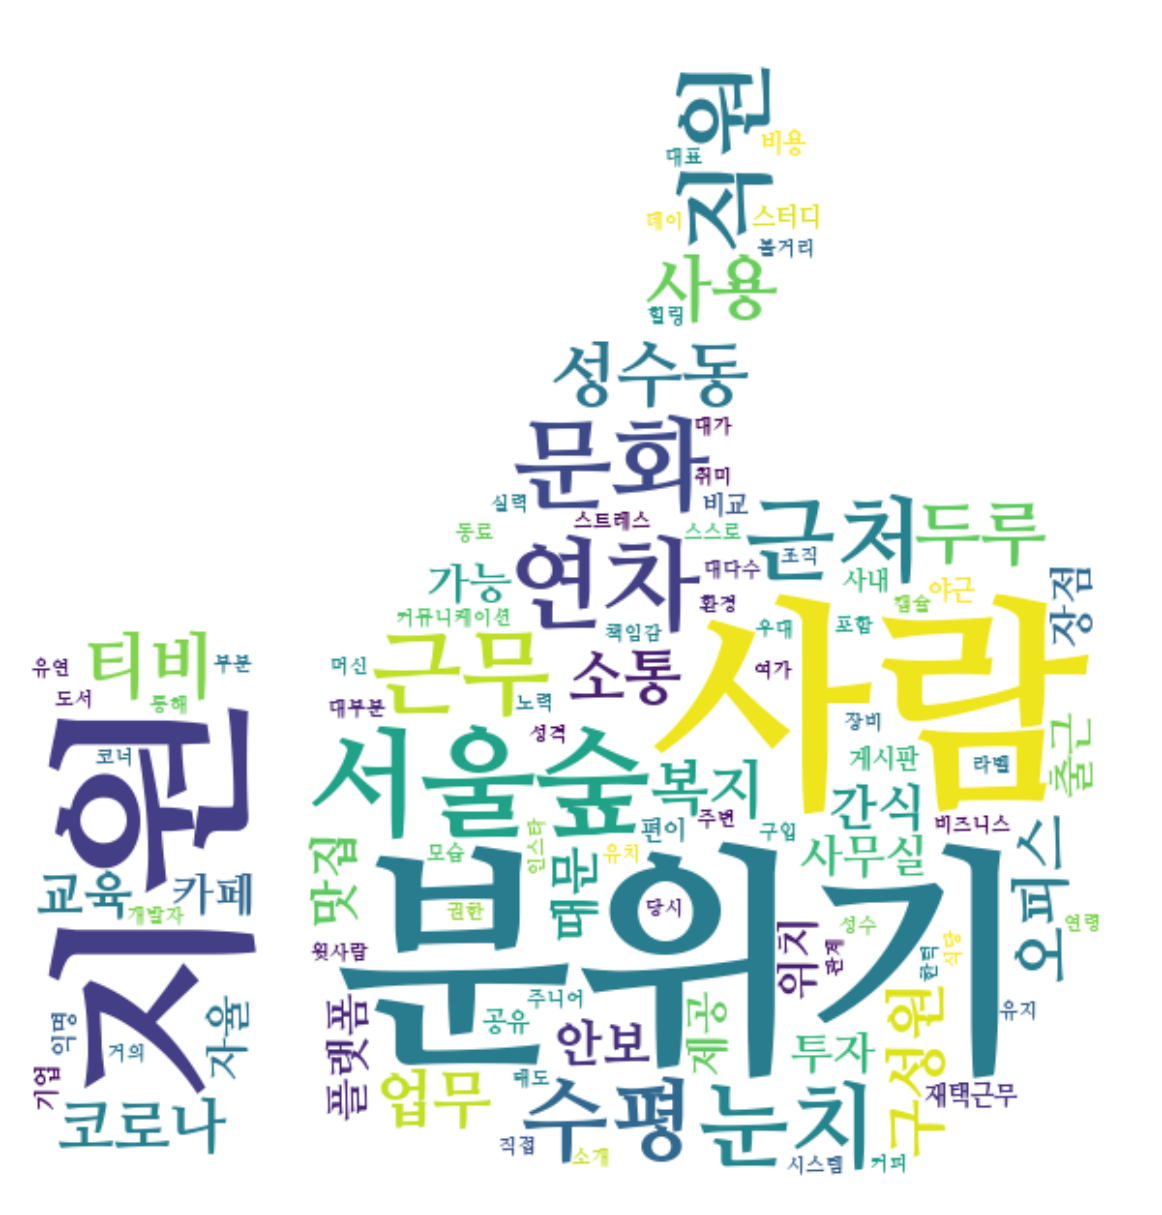 직원
비용
대표
데이
스터디
볼거리
사용
힐링
성수동
문화
대가
취미
실력
비교
스트레스
스스로
동료
근처
조직
두루
가능
연차
대다수
환경
사내
야근
캡슐
장점
커뮤니케이션
책임감
우대
포함
사람
티비
유연
부분
도서
통해
머신
근무
대부분
노력
소통
여가
성격
장비
지원
코너
서울숲
복지
게시판
라벨
출근
간식
비즈니스
주변
편이
구입
맛집
모습
인스타
유치
때문
사무실
오피스
교육
카페
개발자
권한
당시
성수
연령
분위기
윗사람
위치
관계
한턱
식당
주니어
공유
플랫폼
안보
제공
투자
구성원
유지
익명
거의
자율
기업
코로나
업무
태도
수평
눈치
재택근무
직접
소개
시스템
커피